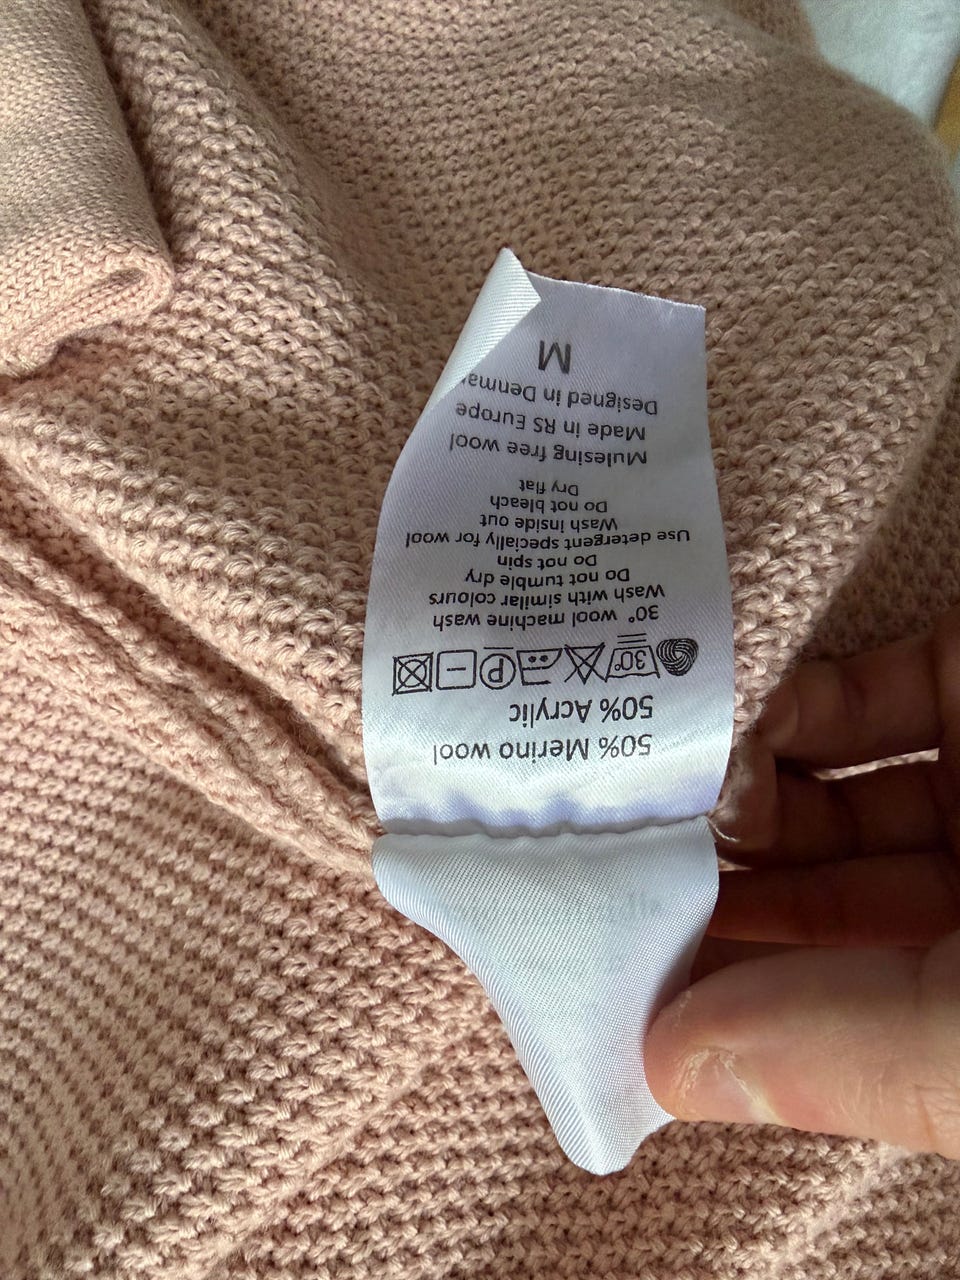 50% Merino wool
50% Acrylic
30° P
30° wool machine wash
Wash with similar colours
Do not tumble dry
Do not spin
Use detergent specially for wool
Wash inside out
Do not bleach
Dry flat
Mulesing free wool
Made in RS Europe
Designed in
M